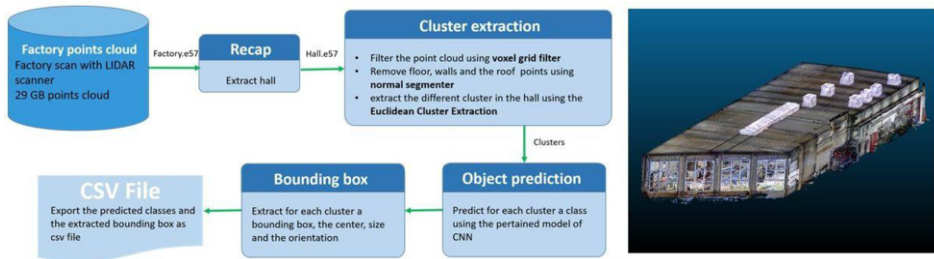 Factory points cloud
Factory scan with LIDAR
scanner
29 GB points cloud
Factory.e57
Recap
Extract hall
Hall.e57
Cluster extraction
• Filter the point cloud using voxel grid filter
• Remove floor, walls and the roof points using
normal segmenter
• extract the different cluster in the hall using the
Euclidean Cluster Extraction
Clusters
Object prediction
Predict for each cluster a class
using the pertained model of
CNN
Bounding box
Extract for each cluster a
bounding box, the center, size
and the orientation
CSV File
Export the predicted classes and
the extracted bounding box as
csv file